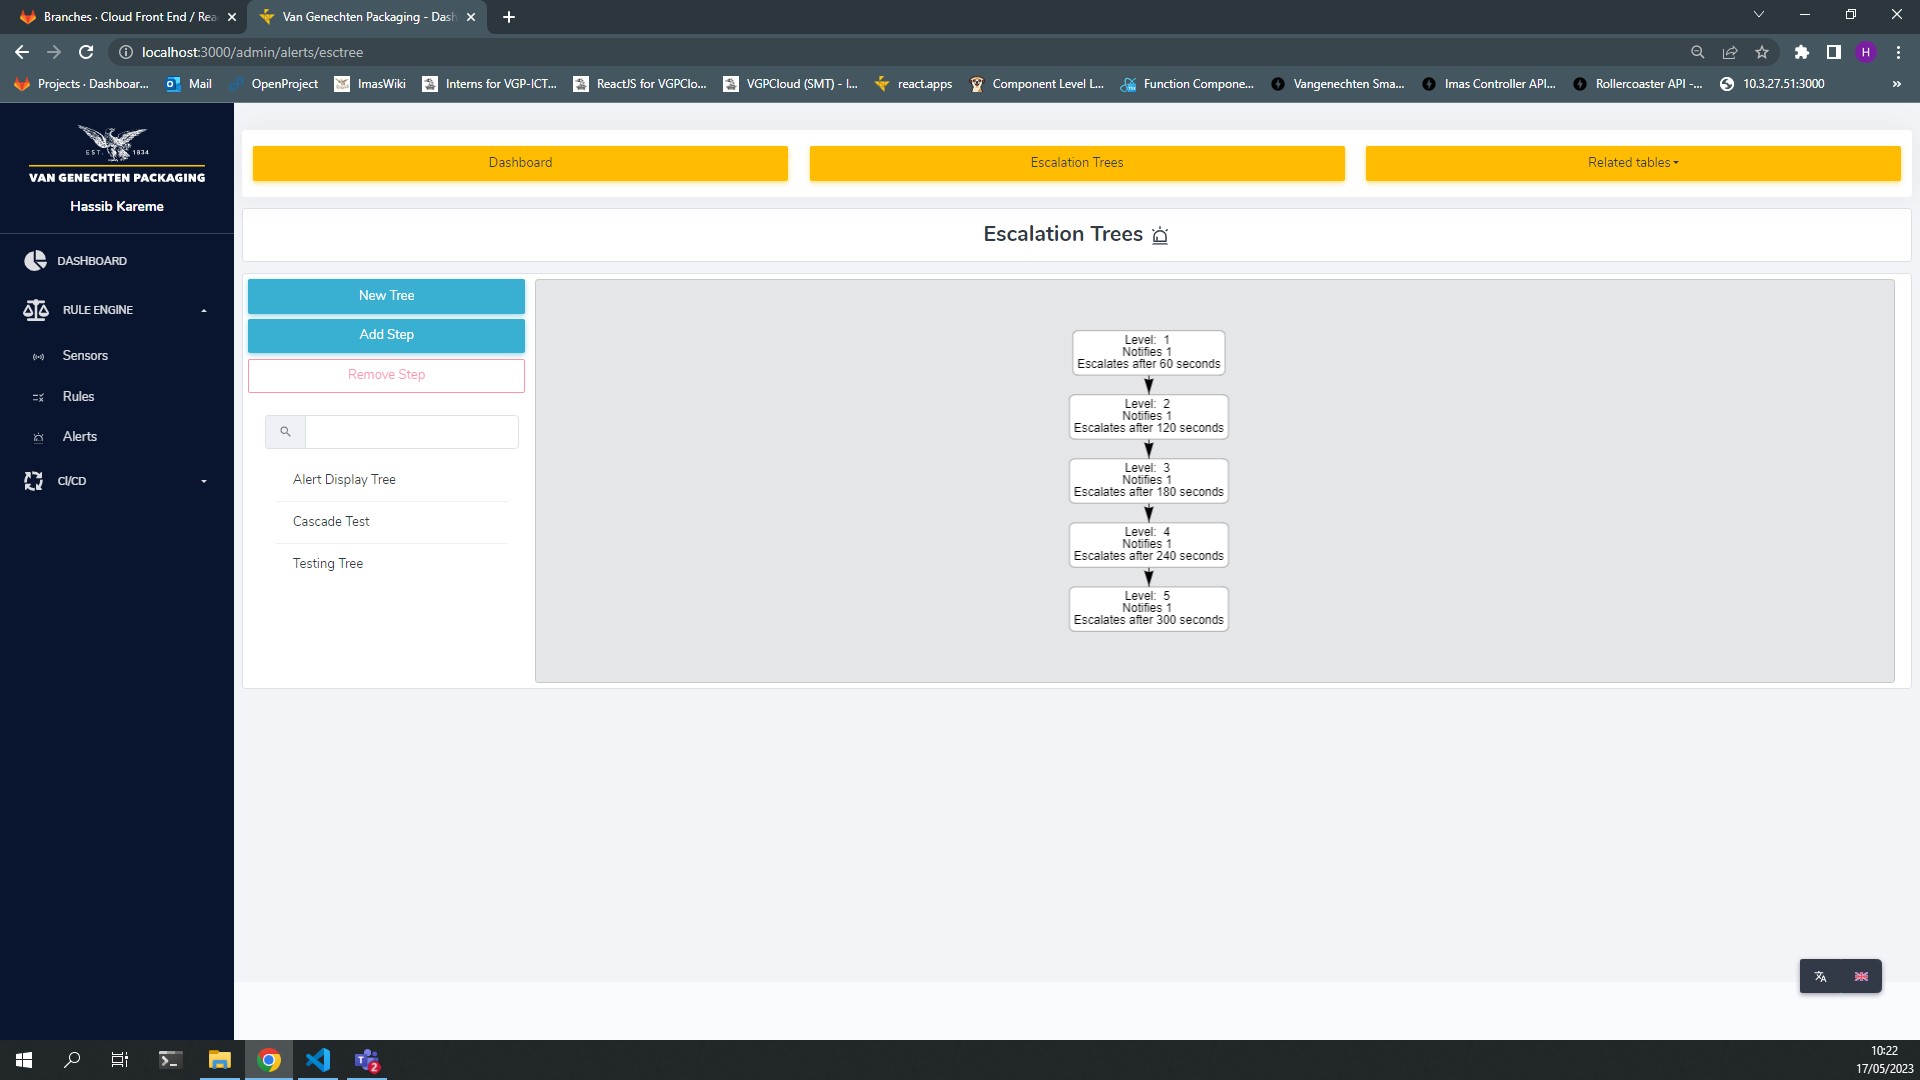 Branches · Cloud Front End / Rea
Van Genechten Packaging - Dash
localhost:3000/admin/alerts/esctree
H
Projects · Dashboar...
Mail
OpenProject
ImasWiki
Interns for VGP-ICT...
ReactJS for VGPClo...
VGPCloud (SMT) - I...
react.apps
Component Level L...
Function Compone...
Vangenechten Sma...
Imas Controller API...
Rollercoaster API -...
10.3.27.51:3000
»
EST. 1834
VAN GENECHTEN PACKAGING
Hassib Kareme
DASHBOARD
RULE ENGINE
Sensors
Rules
Alerts
CI/CD
Dashboard
Escalation Trees
Related tables
Escalation Trees
New Tree
Add Step
Remove Step
Alert Display Tree
Cascade Test
Testing Tree
Level: 1
Notifies 1
Escalates after 60 seconds
Level: 2
Notifies 1
Escalates after 120 seconds
Level: 3
Notifies 1
Escalates after 180 seconds
Level: 4
Notifies 1
Escalates after 240 seconds
Level: 5
Notifies 1
Escalates after 300 seconds
2
10:22
17/05/2023